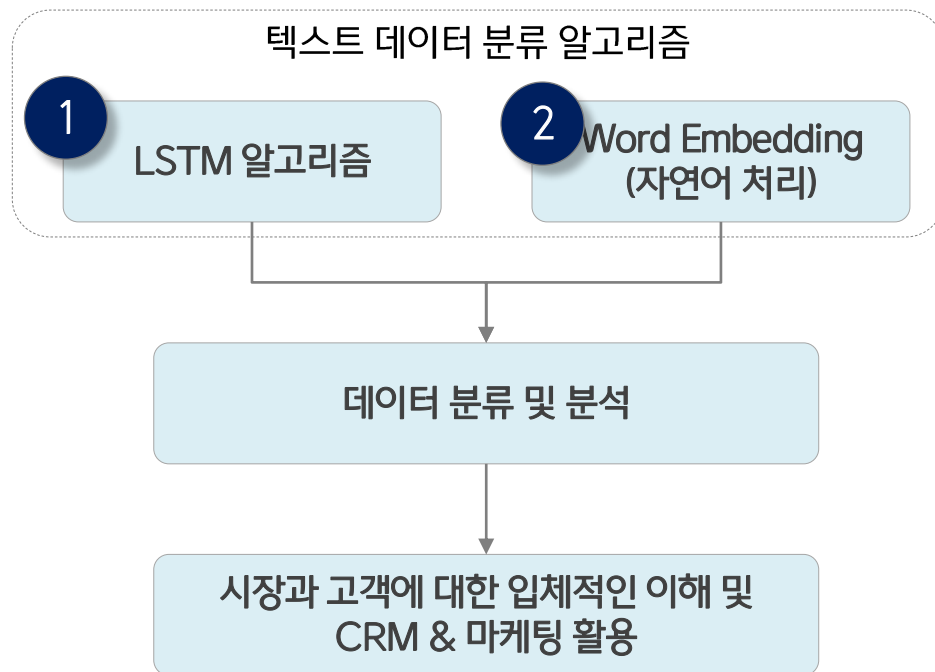 텍스트 데이터 분류 알고리즘
1
LSTM 알고리즘
2
Word Embedding
(자연어 처리)
데이터 분류 및 분석
시장과 고객에 대한 입체적인 이해 및
CRM & 마케팅 활용